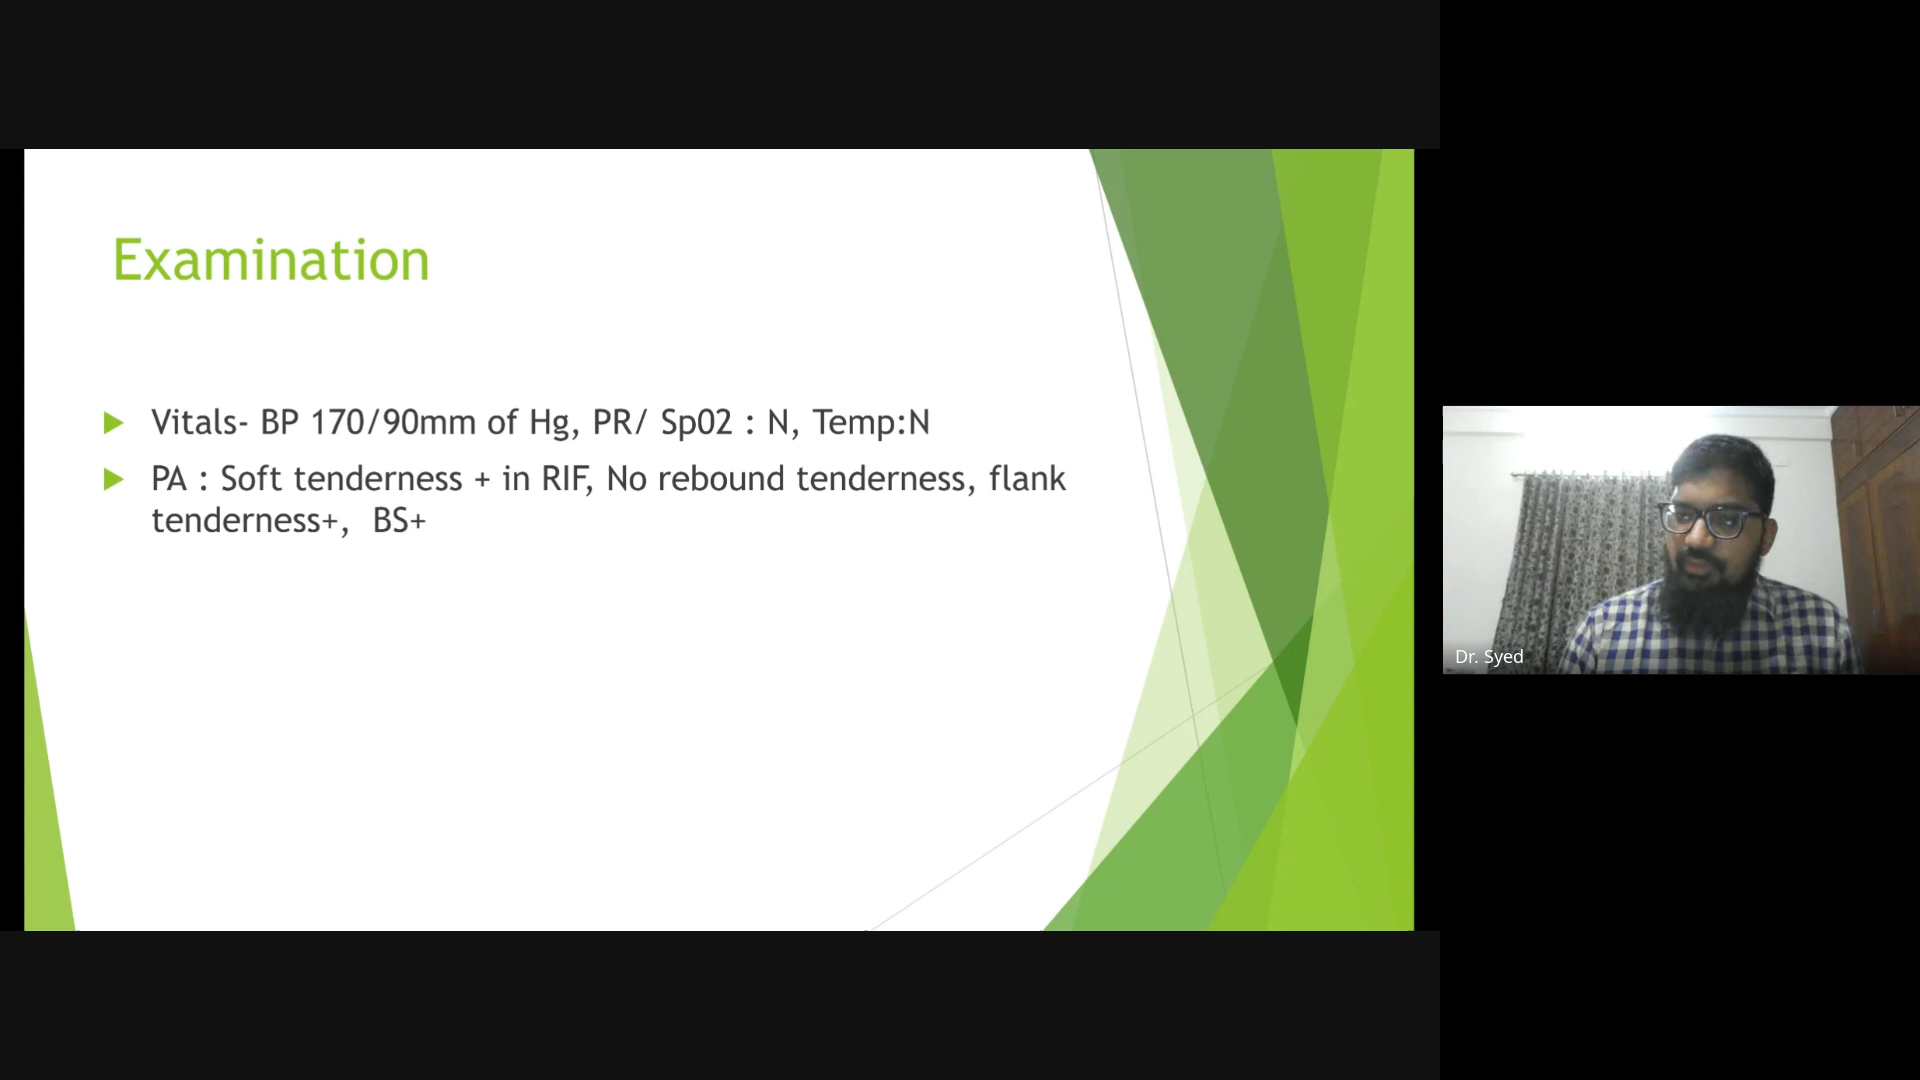 Examination
Vitals- BP 170/90mm of Hg, PR/ Sp02 : N, Temp:N
PA : Soft tenderness + in RIF, No rebound tenderness, flank
tenderness+, BS+
Dr. Syed